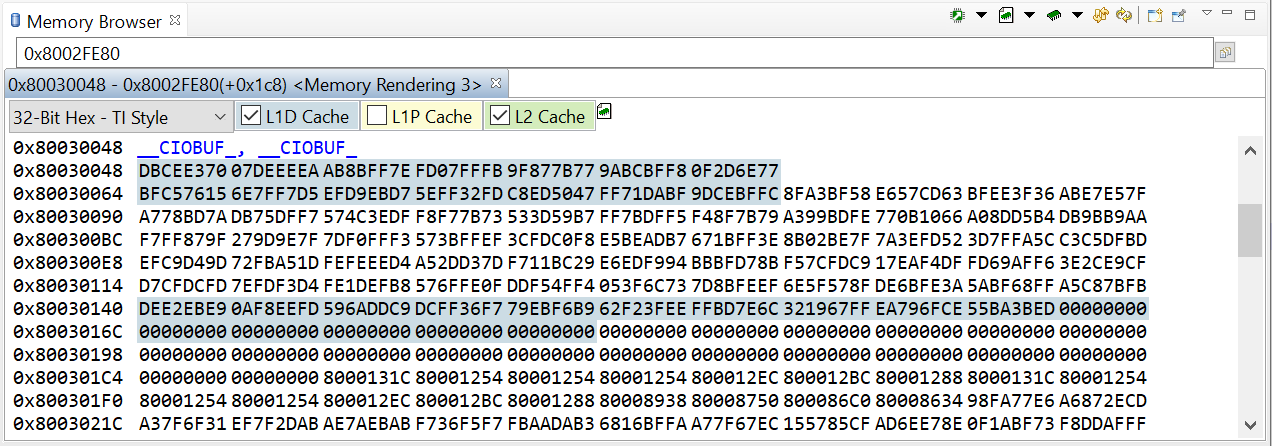 Memory Browser
0x8002FE80
0x80030048 - 0x8002FE80(+0x1c8) <Memory Rendering 3>
32-Bit Hex - TI Style L1D Cache L1P Cache L2 Cache
0x80030048 __CIOBUF_, __CIOBUF_
0x80030048 DBCEE370 07DEEEEA AB8BFF7E FD07FFFB 9F877B77 9ABCBFF8 0F2D6E77
0x80030064 BFC57615 6E7FF7D5 EFD9EBD7 5EFF32FD C8ED5047 FF71DABF 9DCEBFFC 8FA3BF58 E657CD63 BFEE3F36 ABE7E57F
0x80030090 A778BD7A DB75DFF7 574C3EDF F8F77B73 533D59B7 FF7BDFF5 F48F7B79 A399BDFE 770B1066 A08DD5B4 DB9BB9AA
0x800300BC F7FF879F 279D9E7F 7DF0FFF3 573BFFEF 3CFDC0F8 E5BEADB7 671BFF3E 8B02BE7F 7A3EFD52 3D7FFA5C C3C5DFBD
0x800300E8 EFC9D49D 72FBA51D FEFEEED4 A52DD37D F711BC29 E6EDF994 BBBFD78B F57CFDC9 17EAF4DF FD69AFF6 3E2CE9CF
0x80030114 D7CFDCFD 7EFDF3D4 FE1DEFB8 576FFE0F DDF54FF4 053F6C73 7D8BFEEF 6E5F578F DE6BFE3A 5ABF68FF A5C87BFB
0x80030140 DEE2EBE9 0AF8EEFD 596ADDC9 DCFF36F7 79EBF6B9 62F23FEE FFBD7E6C 321967FF EA796FCE 55BA3BED 00000000
0x8003016C 00000000 00000000 00000000 00000000 00000000 00000000 00000000 00000000 00000000 00000000 00000000
0x80030198 00000000 00000000 00000000 00000000 00000000 00000000 00000000 00000000 00000000 00000000 00000000
0x800301C4 00000000 00000000 8000131C 80001254 80001254 80001254 800012EC 800012BC 80001288 8000131C 80001254
0x800301F0 80001254 80001254 800012EC 800012BC 80001288 80008938 80008750 800086C0 80008634 98FA77E6 A6872ECD
0x8003021C A37F6F31 EF7F2DAB AE7AEBAB F736F5F7 FBAADAB3 6816BFFA A77F67EC 155785CF AD6EE78E 0F1ABF73 F8DDAFFF